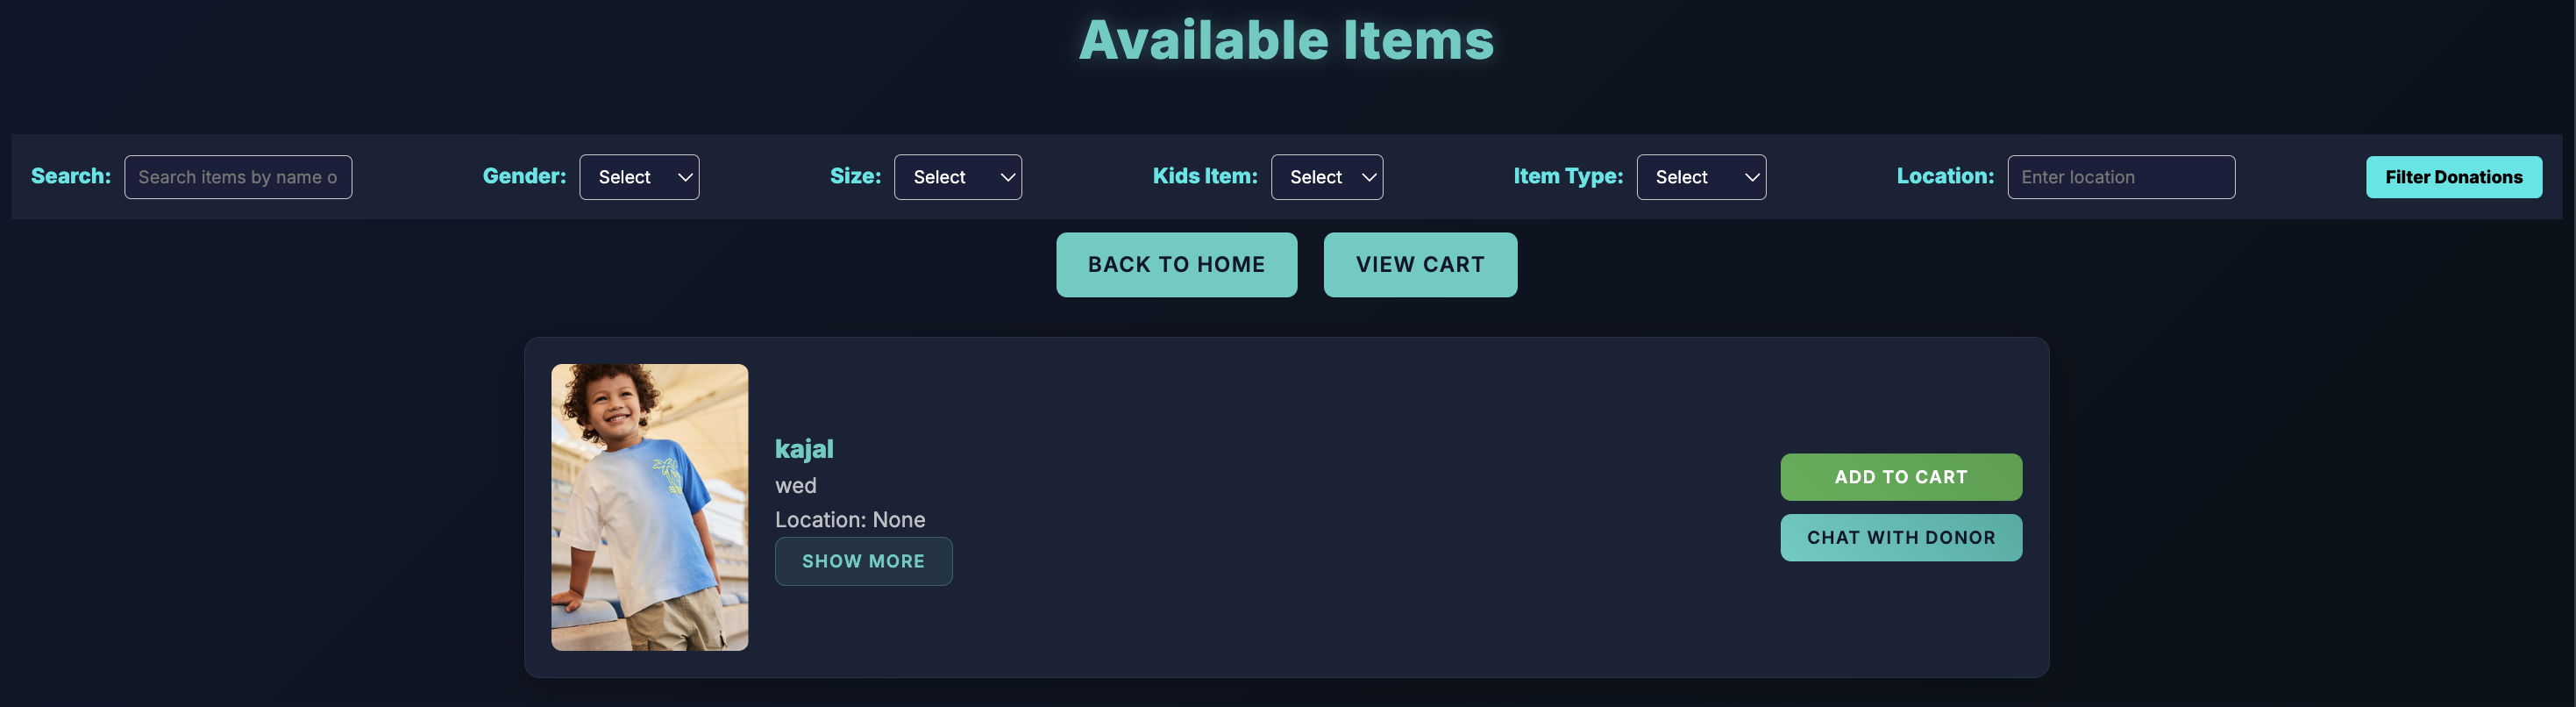 Available Items
Search: Search items by name o Gender: Select Size: Select Kids Item: Select Item Type: Select Location: Enter location Filter Donations
BACK TO HOME VIEW CART
kajal
wed
Location: None
SHOW MORE
ADD TO CART
CHAT WITH DONOR